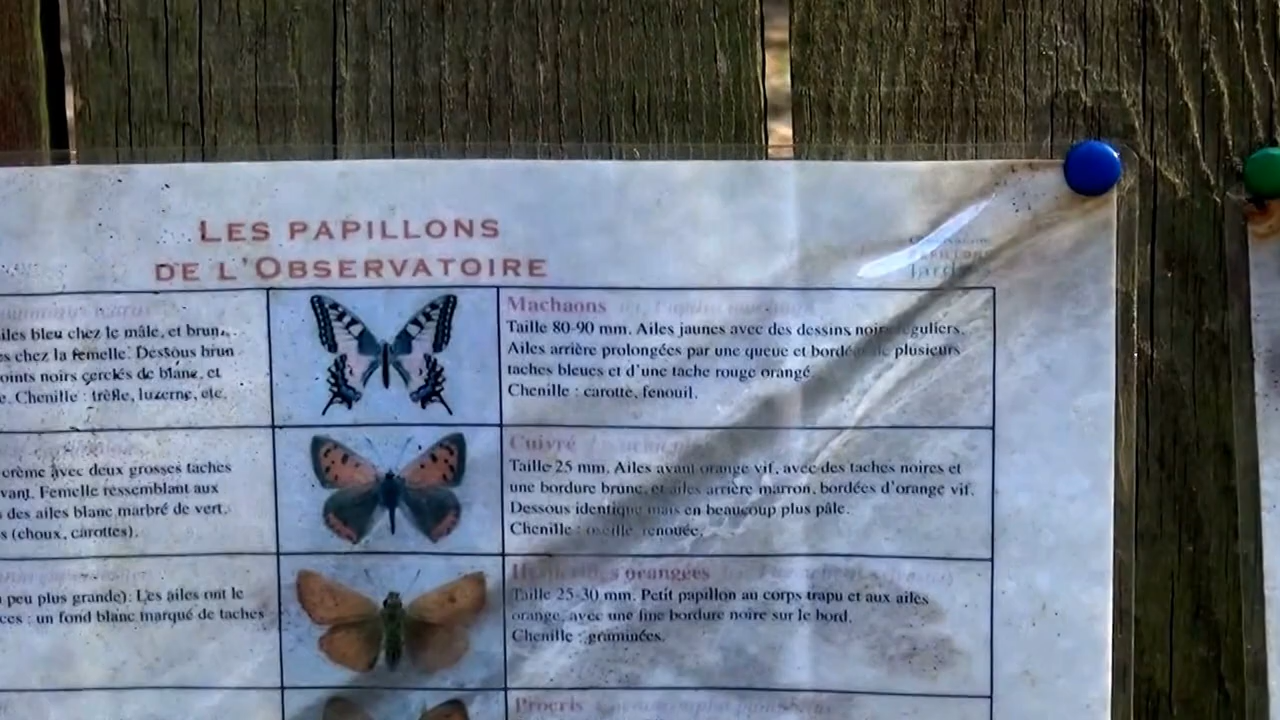 LES PAPILLONS
DE L'OBSERVATOIRE
Jardin
iles bleu chez le mâle, et brun,
s chez la femelle. Dessous brun
oints noirs cerclés de blanc, et
e. Chenille : trèfle, luzerne, etc.
Machaons
Taille 80-90 mm. Ailes jaunes avec des dessins noirs réguliers.
Ailes arrière prolongées par une queue et bordées de plusieurs
taches bleues et d'une tache rouge orangé
Chenille : carotte, fenouil.
crème avec deux grosses taches
vant. Femelle ressemblant aux
des ailes blanc marbré de vert.
s (choux, carottes).
Cuivré
Taille 25 mm. Ailes avant orange vif, avec des taches noires et
une bordure brune, et ailes arrière marron, bordées d'orange vif.
Dessous identique mais en beaucoup plus pâle.
Chenille : oseille, renouée.
peu plus grande): Les ailes ont le
ces : un fond blanc marqué de taches
orangées
Taille 25-30 mm. Petit papillon au corps trapu et aux ailes
orange, avec une fine bordure noire sur le bord.
Chenille : graminées.
Procris